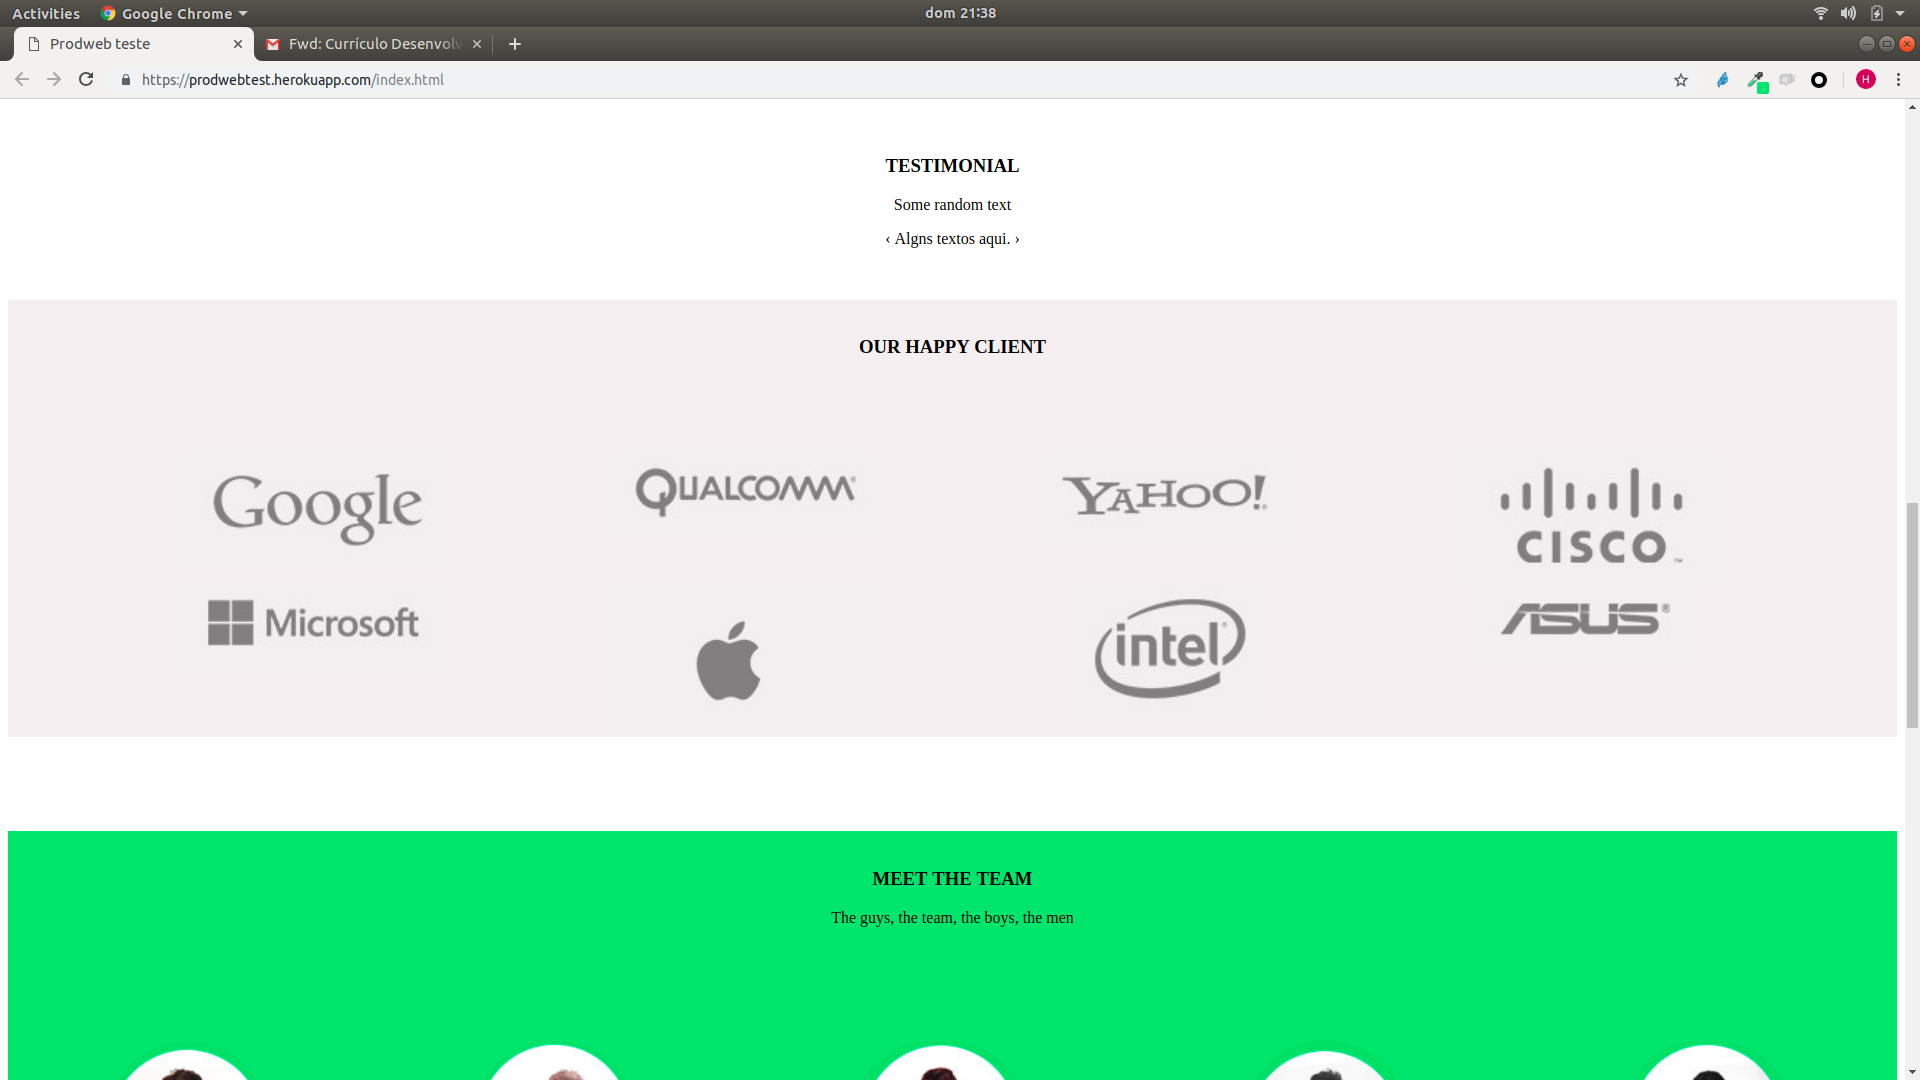 Activities Google Chrome dom 21:38
Prodweb teste Fwd: Currículo Desenvolv
https://prodwebtest.herokuapp.com/index.html H
TESTIMONIAL
Some random text
‹ Algns textos aqui. ›
OUR HAPPY CLIENT
Google QUALCOMM® YAHOO! CISCO™
Microsoft intel® ASUS®
MEET THE TEAM
The guys, the team, the boys, the men